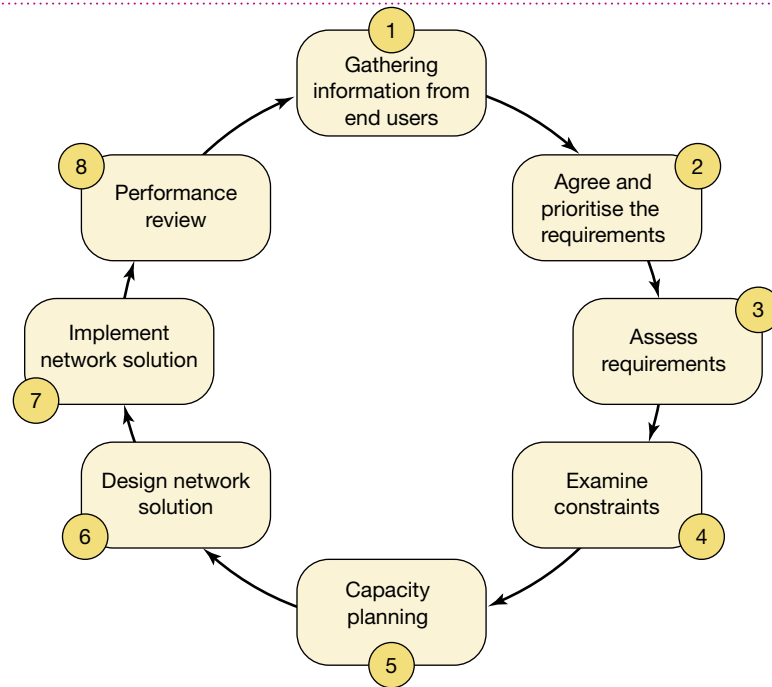 1
Gathering
information from
end users
2
Agree and
prioritise the
requirements
3
Assess
requirements
Examine
constraints
4
Capacity
planning
5
Design network
solution
6
Implement
network solution
7
8
Performance
review